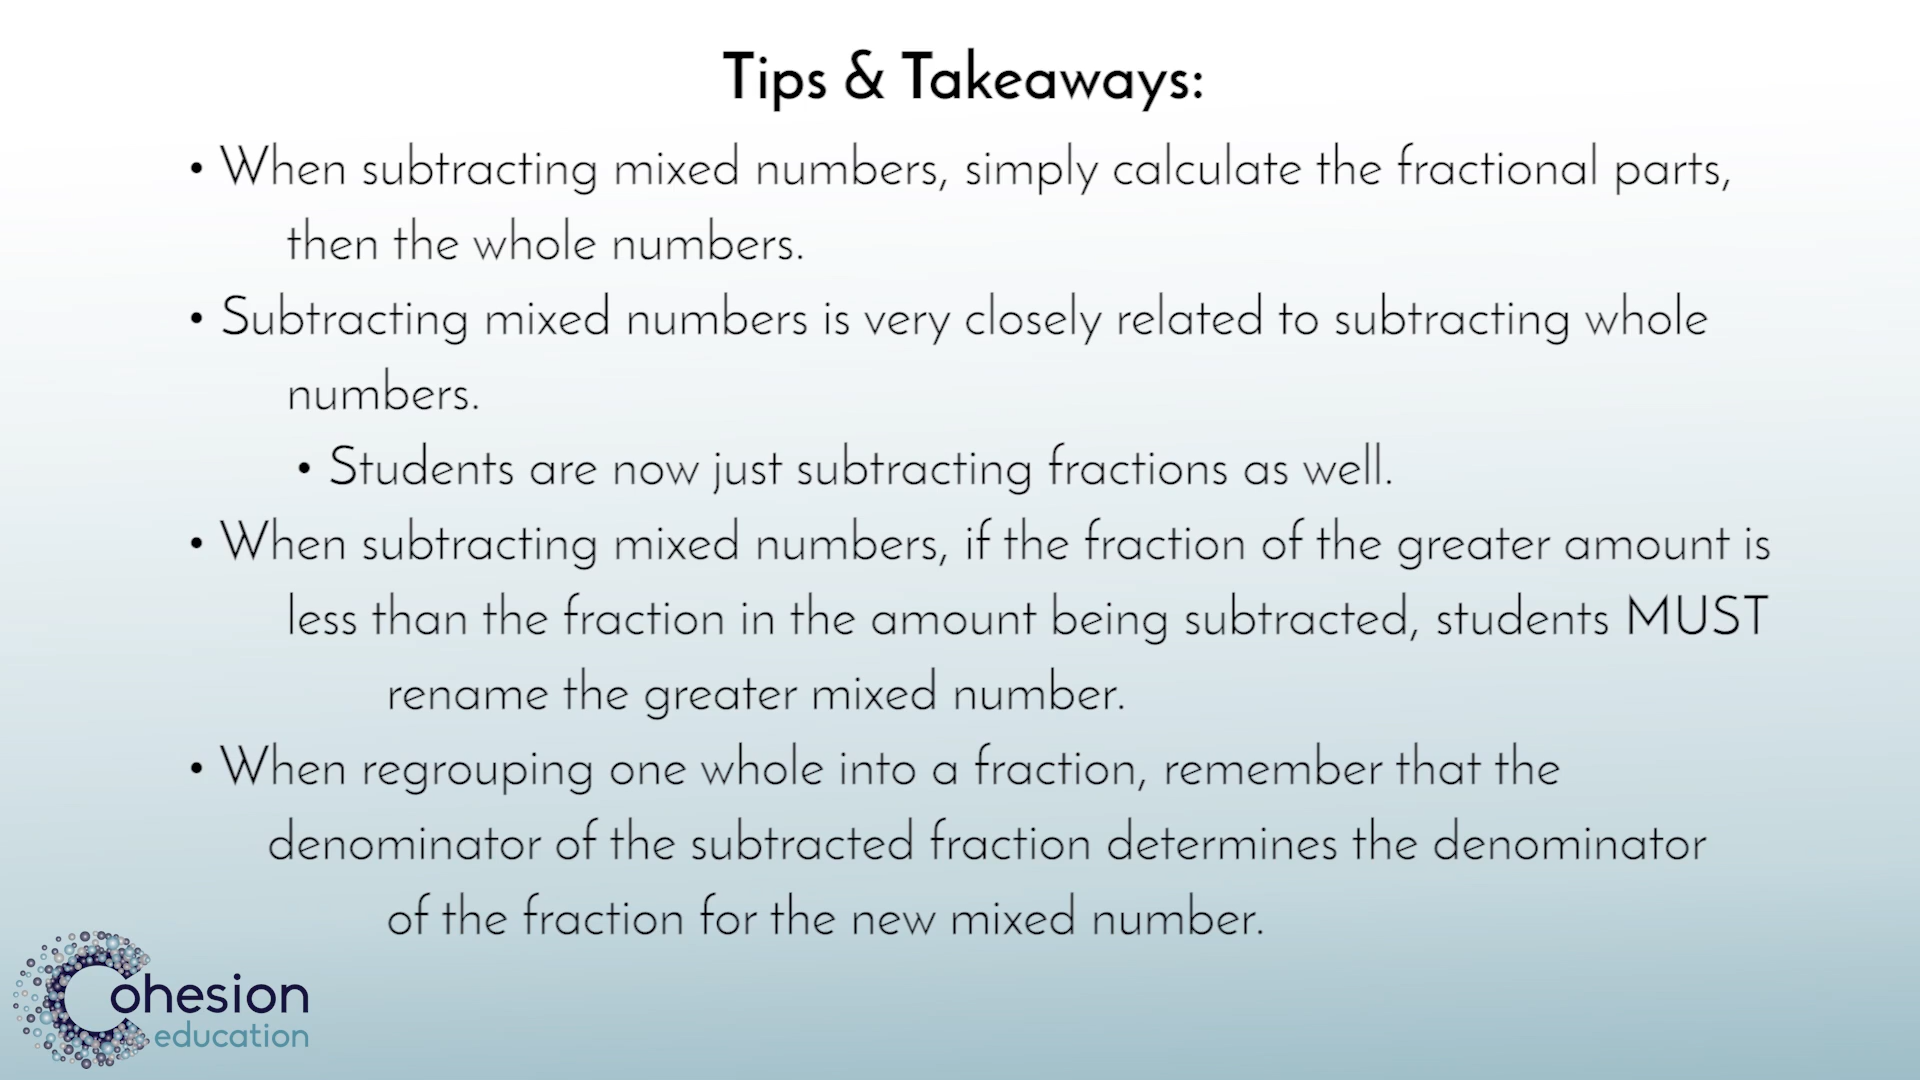 Tips & Takeaways:
• When subtracting mixed numbers, simply calculate the fractional parts,
then the whole numbers.
• Subtracting mixed numbers is very closely related to subtracting whole
numbers.
• Students are now just subtracting fractions as well.
• When subtracting mixed numbers, if the fraction of the greater amount is
less than the fraction in the amount being subtracted, students MUST
rename the greater mixed number.
• When regrouping one whole into a fraction, remember that the
denominator of the subtracted fraction determines the denominator
of the fraction for the new mixed number.
Cohesion
education